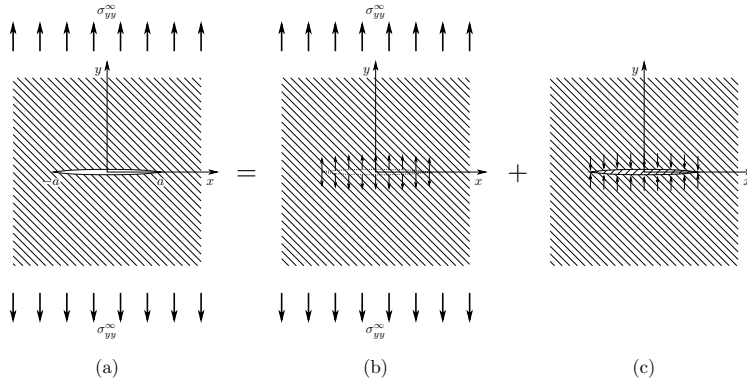 σ∞yy σ∞yy
y y y
−a a x = x + x
σ∞yy σ∞yy
(a) (b) (c)